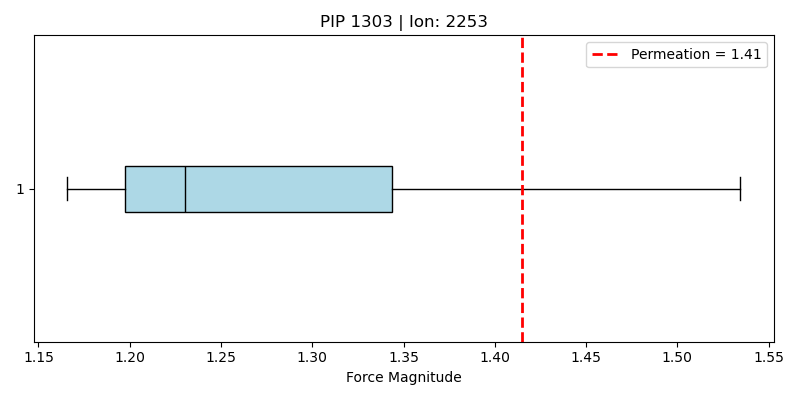 PIP 1303 | Ion: 2253
Permeation = 1.41
1
1.15 1.20 1.25 1.30 1.35 1.40 1.45 1.50 1.55
Force Magnitude